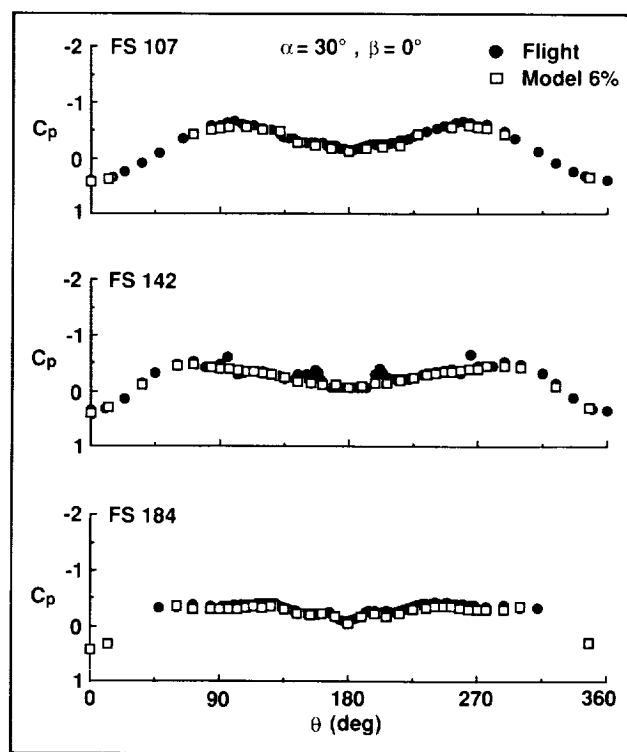 -2
FS 107
α = 30° , β = 0°
Flight
Model 6%
-1
Cp
0
1
-2
FS 142
-1
Cp
0
1
-2
FS 184
-1
Cp
0
1
0
90
180
270
360
θ (deg)